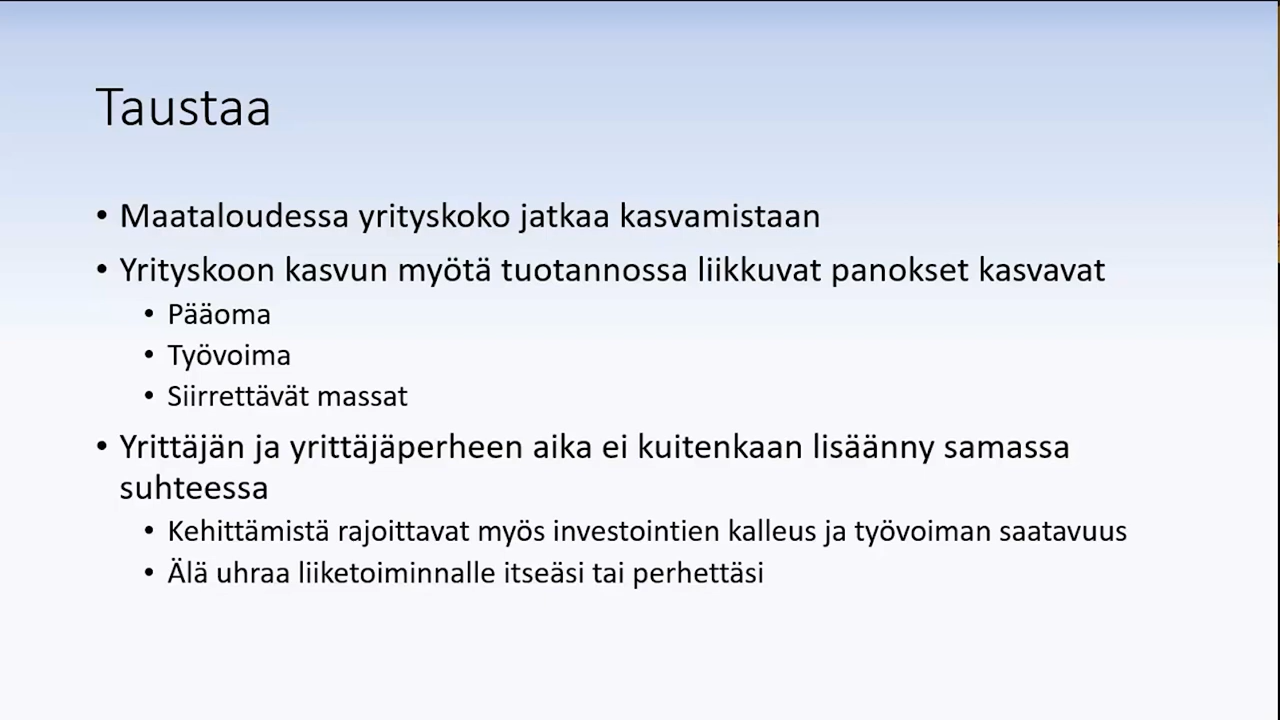 Taustaa
• Maataloudessa yrityskoko jatkaa kasvamistaan
• Yrityskoon kasvun myötä tuotannossa liikkuvat panokset kasvavat
• Pääoma
• Työvoima
• Siirrettävät massat
• Yrittäjän ja yrittäjäperheen aika ei kuitenkaan lisäänny samassa
suhteessa
• Kehittämistä rajoittavat myös investointien kalleus ja työvoiman saatavuus
• Älä uhraa liiketoiminnalle itseäsi tai perhettäsi